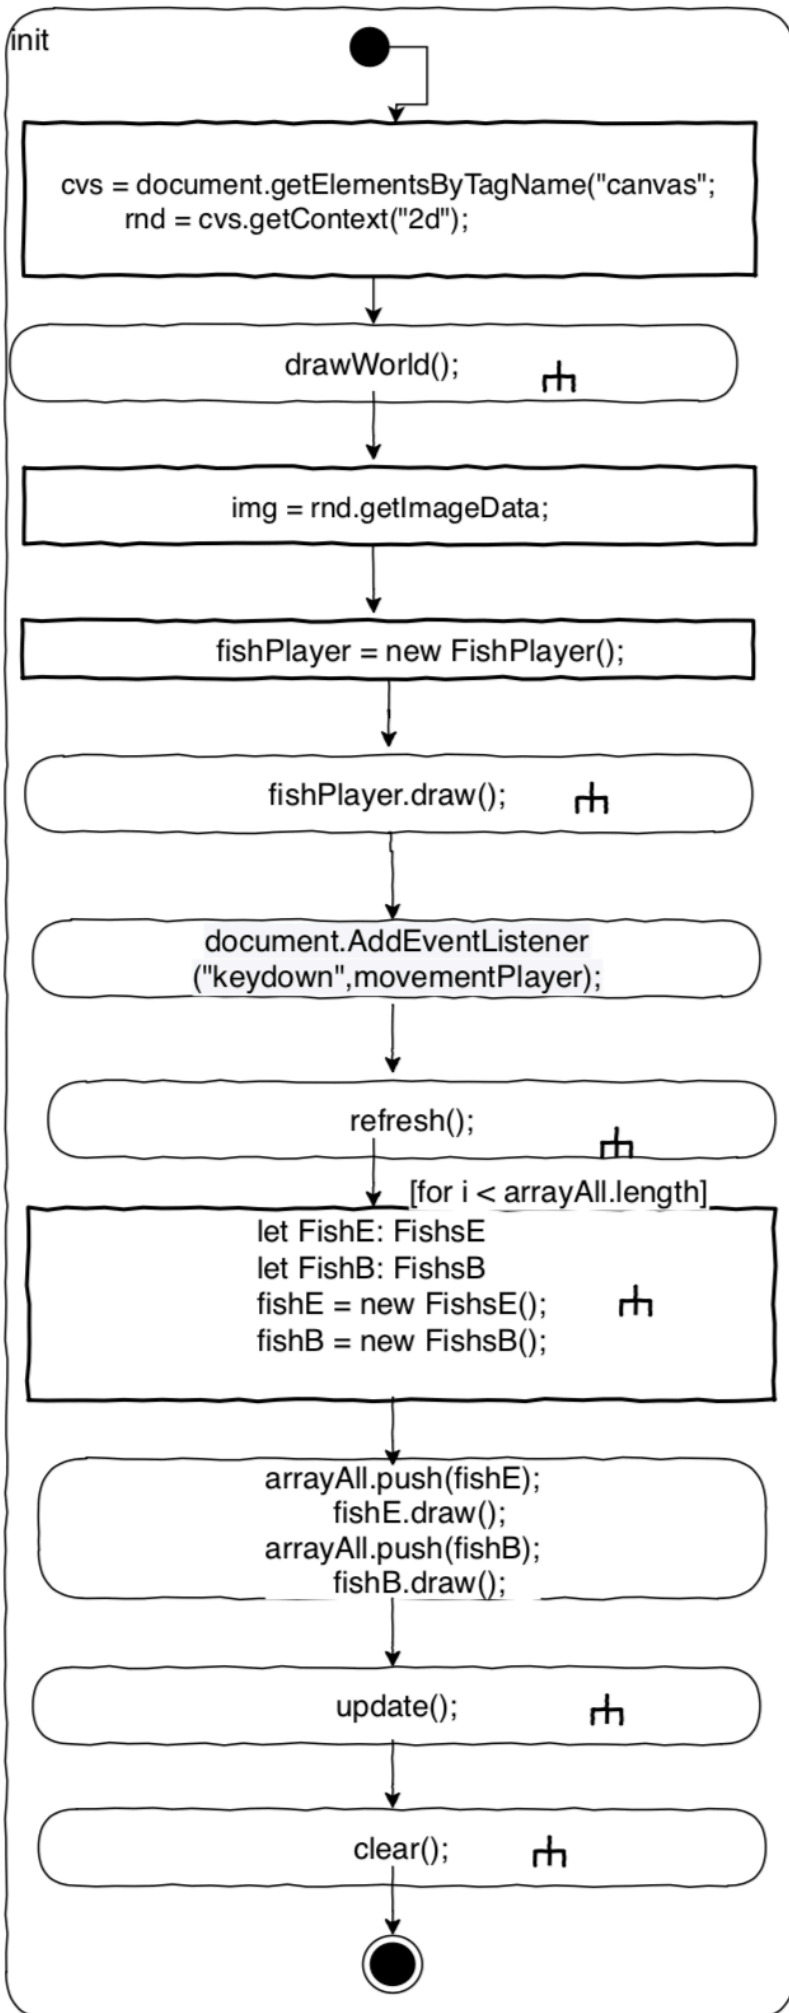 init
cvs = document.getElementsByTagName("canvas";
rnd = cvs.getContext("2d");
drawWorld();
img = rnd.getImageData;
fishPlayer = new FishPlayer();
fishPlayer.draw();
document.AddEventListener
("keydown",movementPlayer);
refresh();
[for i < arrayAll.length]
let FishE: FishsE
let FishB: FishsB
fishE = new FishsE();
fishB = new FishsB();
arrayAll.push(fishE);
fishE.draw();
arrayAll.push(fishB);
fishB.draw();
update();
clear();